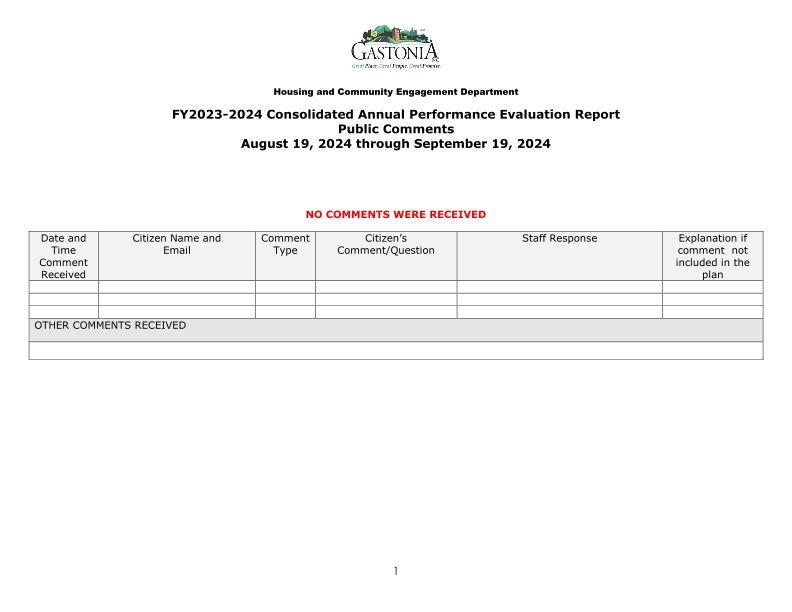 GASTONIA
Great Place. Great People. Great Promise.
Housing and Community Engagement Department
FY2023-2024 Consolidated Annual Performance Evaluation Report
Public Comments
August 19, 2024 through September 19, 2024
NO COMMENTS WERE RECEIVED
Date and
Time
Comment
Received
Citizen Name and
Email
Comment
Type
Citizen’s
Comment/Question
Staff Response
Explanation if
comment not
included in the
plan
OTHER COMMENTS RECEIVED
1